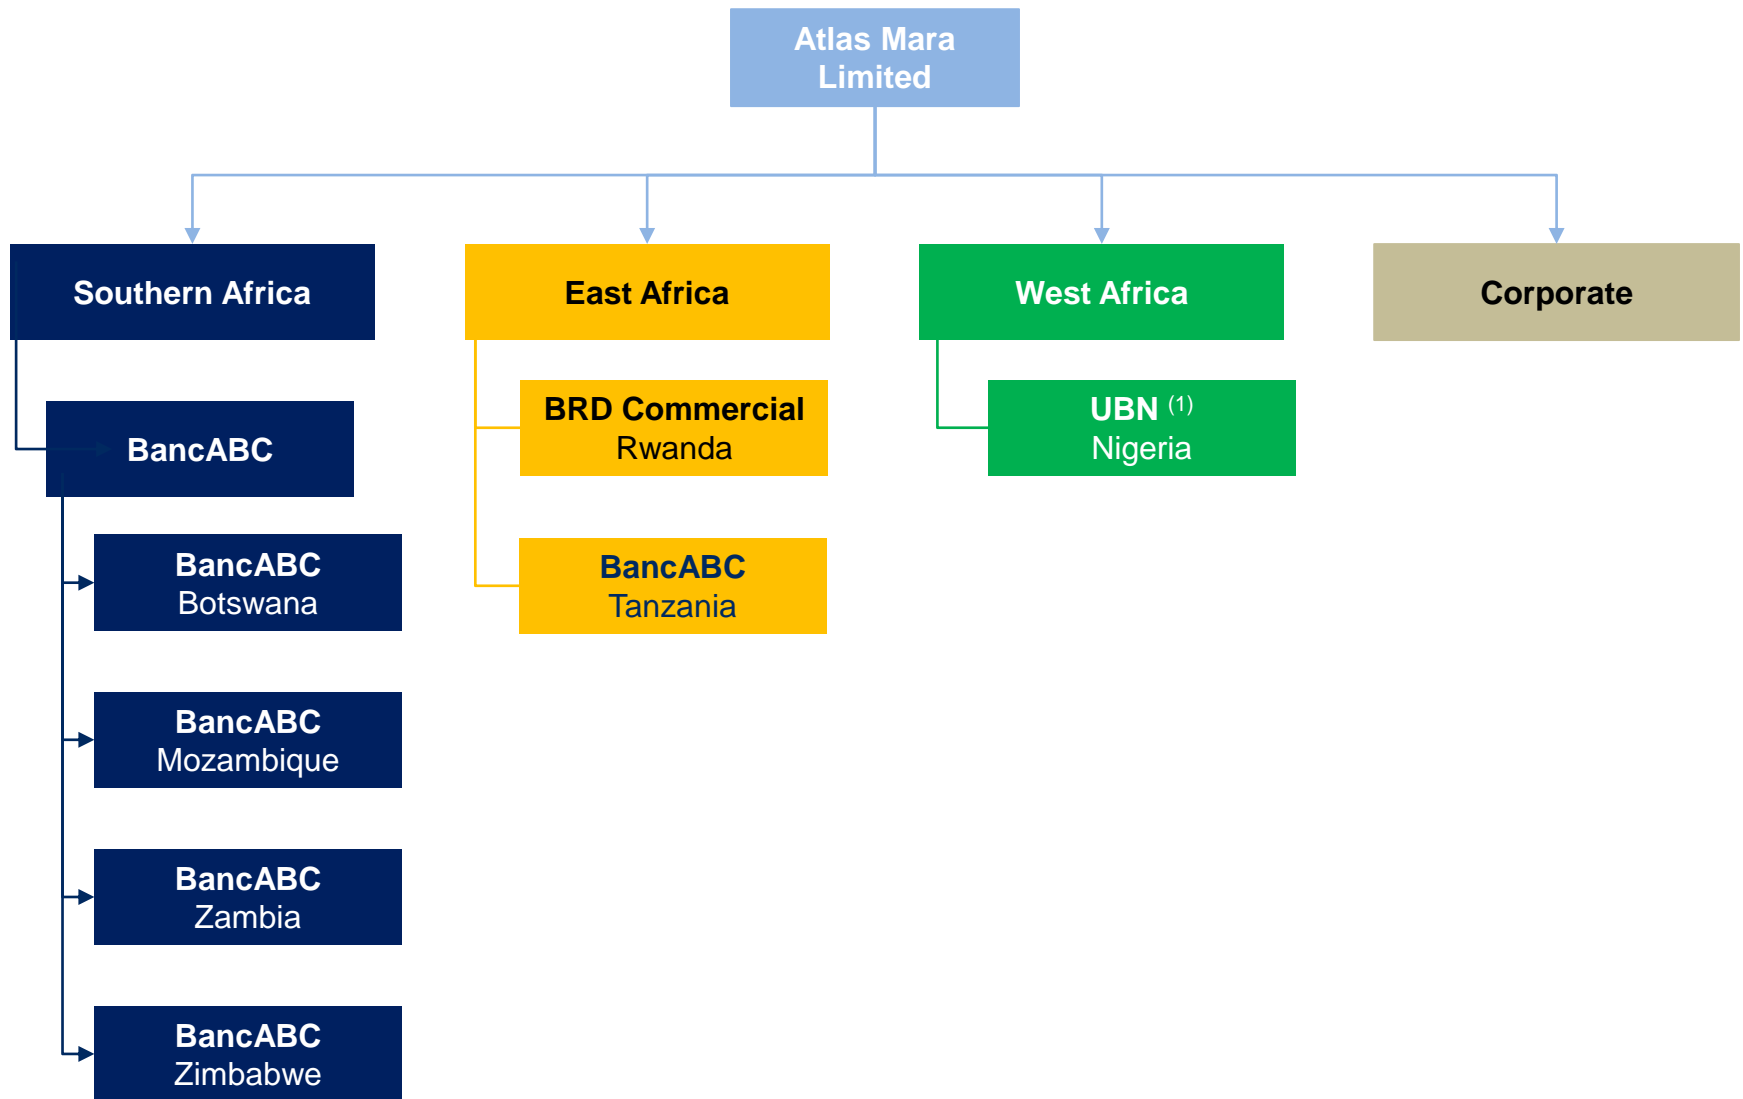 Atlas Mara
Limited
Southern Africa
East Africa
West Africa
Corporate
BancABC
BancABC
Botswana
BancABC
Mozambique
BancABC
Zambia
BancABC
Zimbabwe
BRD Commercial
Rwanda
BancABC
Tanzania
UBN (1)
Nigeria